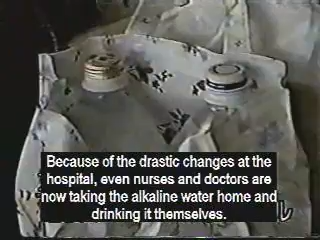 Because of the drastic changes at the
hospital, even nurses and doctors are
now taking the alkaline water home and
drinking it themselves.